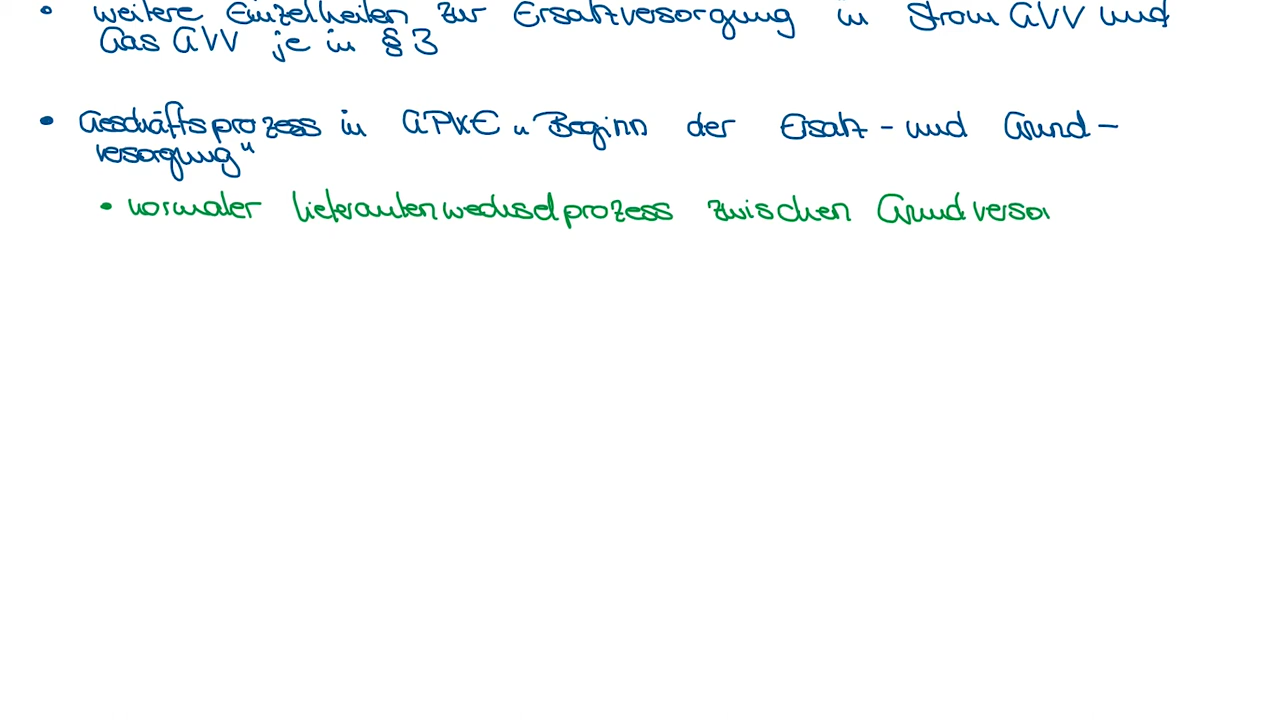 • weitere Einzelheiten zur Ersatzversorgung in Strom GVV und
Gas GVV je in § 3
• Geschäftsprozess in GPKE „Beginn der Ersatz- und Grund-
versorgung"
• normaler Lieferantenwechselprozess zwischen Grundversor